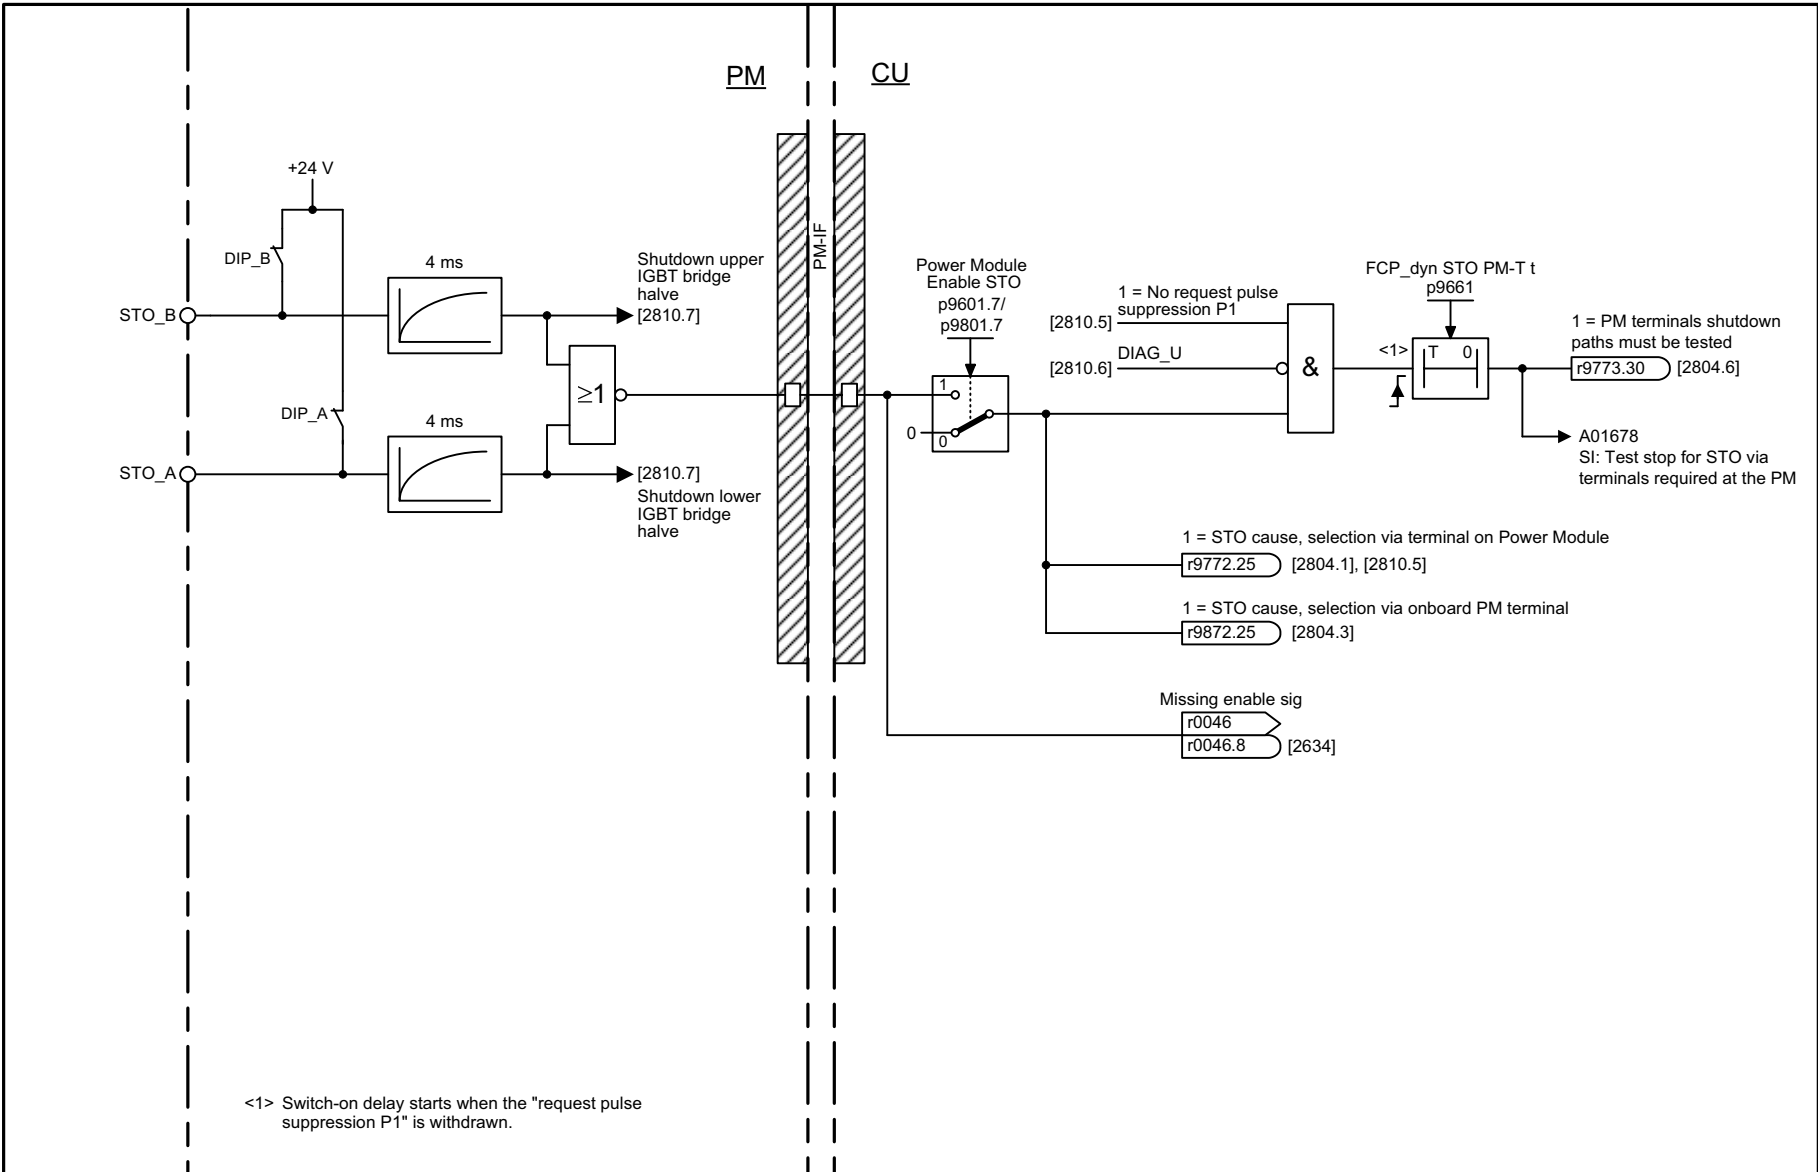 PM
CU
+24 V
DIP_B
4 ms
Shutdown upper
IGBT bridge
halve
[2810.7]
STO_B
PM-IF
Power Module
Enable STO
p9601.7/
p9801.7
1 = No request pulse
suppression P1
[2810.5]
DIAG_U
[2810.6]
&
FCP_dyn STO PM-T t
p9661
<1>
T 0
1 = PM terminals shutdown
paths must be tested
r9773.30
[2804.6]
A01678
SI: Test stop for STO via
terminals required at the PM
≥1
1
0
0
DIP_A
4 ms
STO_A
[2810.7]
Shutdown lower
IGBT bridge
halve
1 = STO cause, selection via terminal on Power Module
r9772.25
[2804.1], [2810.5]
1 = STO cause, selection via onboard PM terminal
r9872.25
[2804.3]
Missing enable sig
r0046
r0046.8
[2634]
<1> Switch-on delay starts when the "request pulse
suppression P1" is withdrawn.